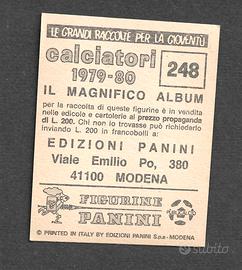 LE GRANDI RACCOLTE PER LA GIOVENTÙ
calciatori
1979-80
248
IL MAGNIFICO ALBUM
per la raccolta di queste figurine è in vendita
nelle edicole e cartolerie al prezzo propaganda
di L. 200. Chi non lo trovasse può richiederlo
inviando L. 200 in francobolli a:
EDIZIONI PANINI
Viale Emilio Po, 380
41100 MODENA
FIGURINE
PANINI
© PRINTED IN ITALY BY EDIZIONI PANINI S.p.a - MODENA
subito